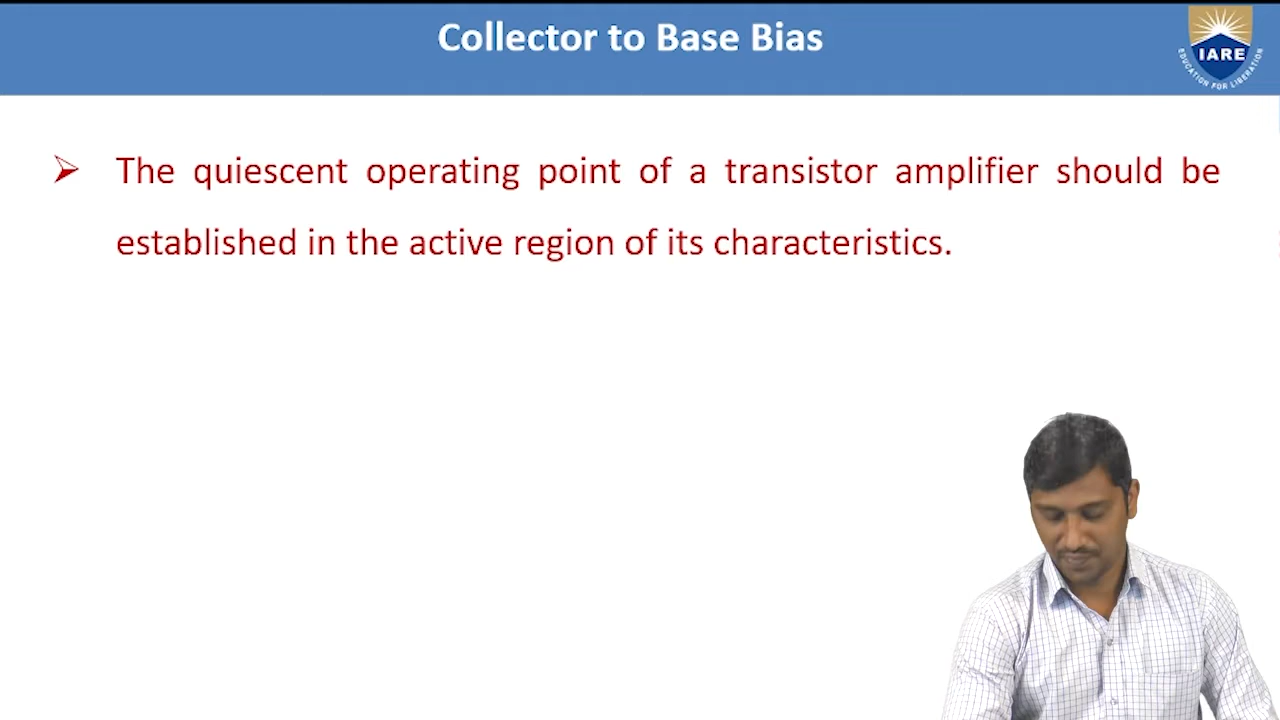 Collector to Base Bias
IARE
EDUCATION FOR LIBERATION
The quiescent operating point of a transistor amplifier should be
established in the active region of its characteristics.